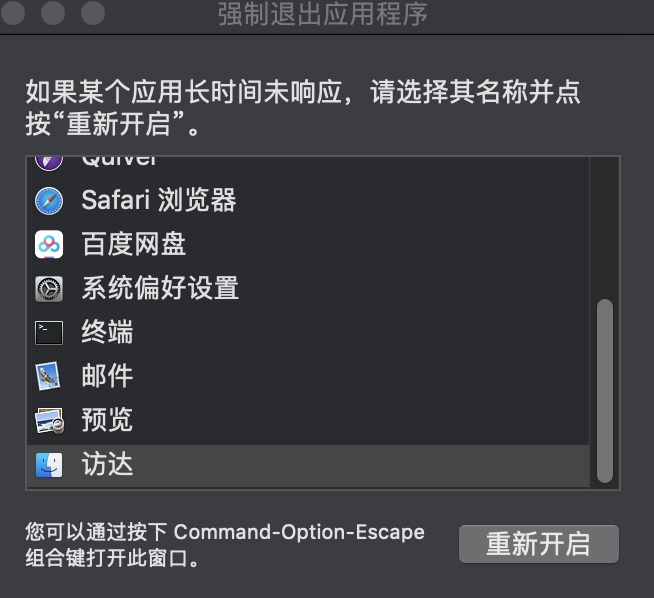 强制退出应用程序
如果某个应用长时间未响应，请选择其名称并点
按“重新开启”。
Quiver
Safari 浏览器
百度网盘
系统偏好设置
终端
邮件
预览
访达
您可以通过按下 Command-Option-Escape
组合键打开此窗口。
重新开启